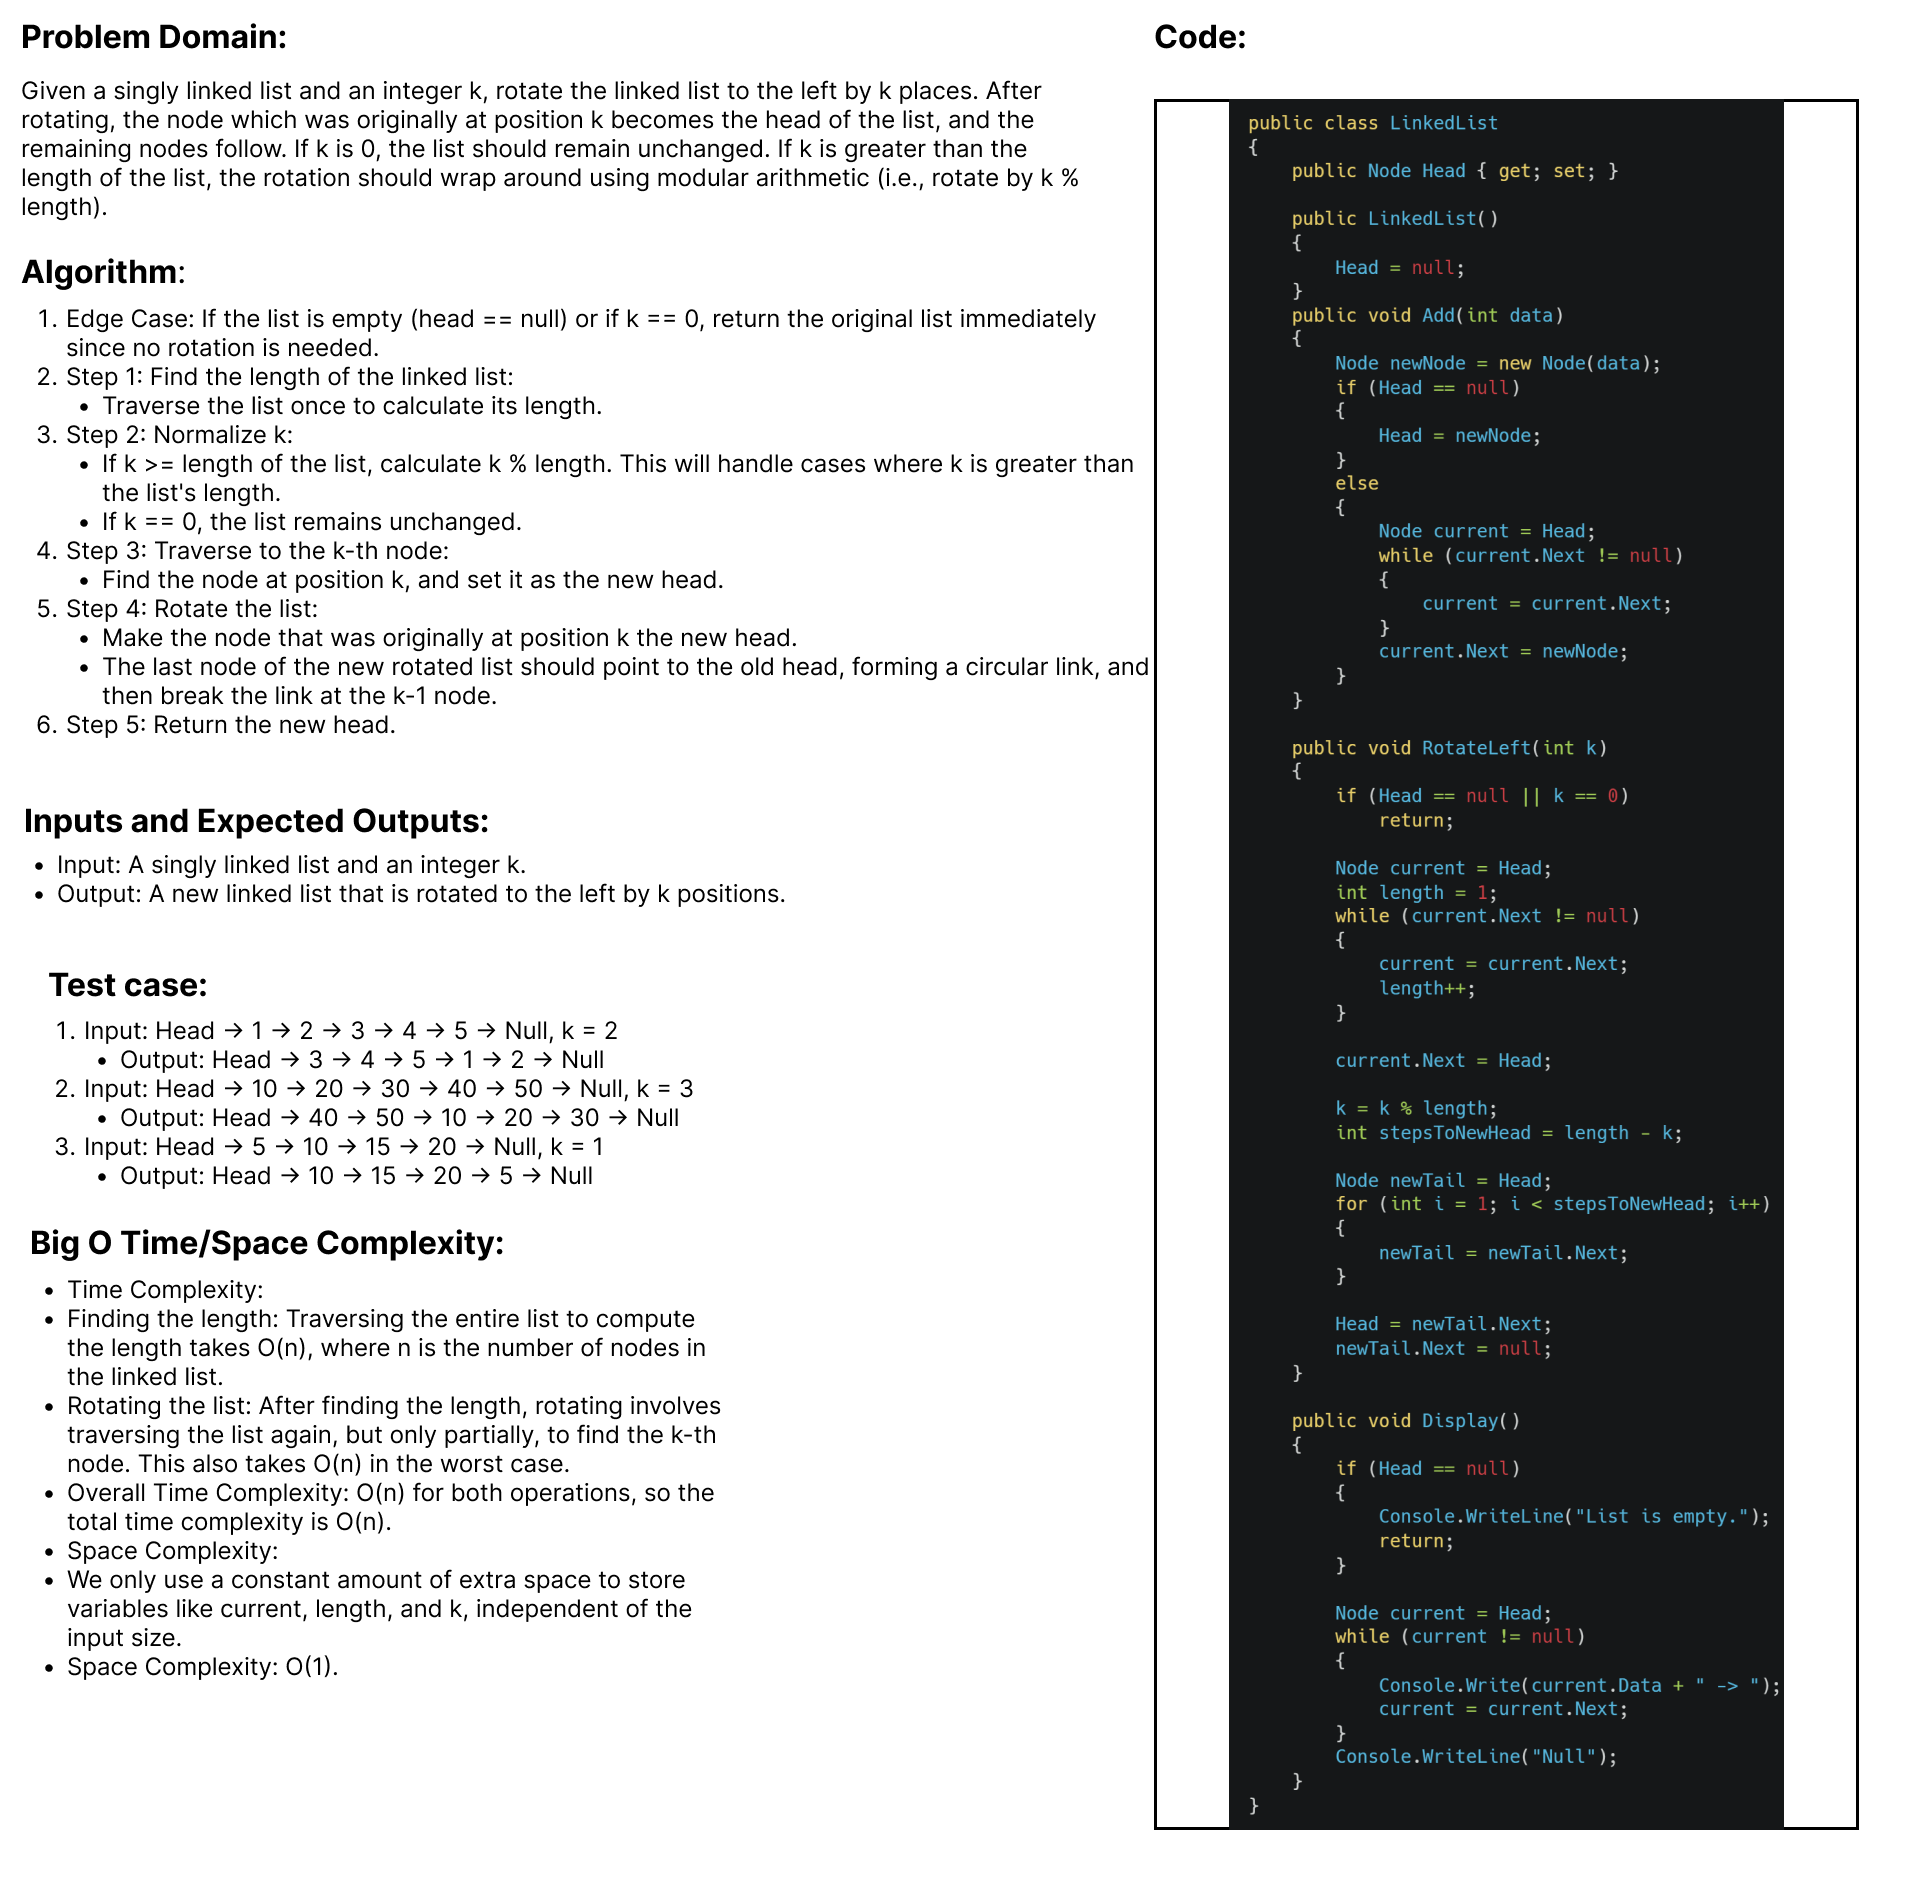 Problem Domain:
Given a singly linked list and an integer k, rotate the linked list to the left by k places. After
rotating, the node which was originally at position k becomes the head of the list, and the
remaining nodes follow. If k is 0, the list should remain unchanged. If k is greater than the
length of the list, the rotation should wrap around using modular arithmetic (i.e., rotate by k %
length).
Algorithm:
1. Edge Case: If the list is empty (head == null) or if k == 0, return the original list immediately
since no rotation is needed.
2. Step 1: Find the length of the linked list:
• Traverse the list once to calculate its length.
3. Step 2: Normalize k:
• If k >= length of the list, calculate k % length. This will handle cases where k is greater than
the list's length.
• If k == 0, the list remains unchanged.
4. Step 3: Traverse to the k-th node:
• Find the node at position k, and set it as the new head.
5. Step 4: Rotate the list:
• Make the node that was originally at position k the new head.
• The last node of the new rotated list should point to the old head, forming a circular link, and
then break the link at the k-1 node.
6. Step 5: Return the new head.
Inputs and Expected Outputs:
• Input: A singly linked list and an integer k.
• Output: A new linked list that is rotated to the left by k positions.
Test case:
1. Input: Head → 1 → 2 → 3 → 4 → 5 → Null, k = 2
• Output: Head → 3 → 4 → 5 → 1 → 2 → Null
2. Input: Head → 10 → 20 → 30 → 40 → 50 → Null, k = 3
• Output: Head → 40 → 50 → 10 → 20 → 30 → Null
3. Input: Head → 5 → 10 → 15 → 20 → Null, k = 1
• Output: Head → 10 → 15 → 20 → 5 → Null
Big O Time/Space Complexity:
• Time Complexity:
• Finding the length: Traversing the entire list to compute
the length takes O(n), where n is the number of nodes in
the linked list.
• Rotating the list: After finding the length, rotating involves
traversing the list again, but only partially, to find the k-th
node. This also takes O(n) in the worst case.
• Overall Time Complexity: O(n) for both operations, so the
total time complexity is O(n).
• Space Complexity:
• We only use a constant amount of extra space to store
variables like current, length, and k, independent of the
input size.
• Space Complexity: O(1).
Code:
public class LinkedList
{
public Node Head { get; set; }
public LinkedList()
{
Head = null;
}
public void Add(int data)
{
Node newNode = new Node(data);
if (Head == null)
{
Head = newNode;
}
else
{
Node current = Head;
while (current.Next != null)
{
current = current.Next;
}
current.Next = newNode;
}
}
public void RotateLeft(int k)
{
if (Head == null || k == 0)
return;
Node current = Head;
int length = 1;
while (current.Next != null)
{
current = current.Next;
length++;
}
current.Next = Head;
k = k % length;
int stepsToNewHead = length - k;
Node newTail = Head;
for (int i = 1; i < stepsToNewHead; i++)
{
newTail = newTail.Next;
}
Head = newTail.Next;
newTail.Next = null;
}
public void Display()
{
if (Head == null)
{
Console.WriteLine("List is empty.");
return;
}
Node current = Head;
while (current != null)
{
Console.Write(current.Data + " -> ");
current = current.Next;
}
Console.WriteLine("Null");
}
}